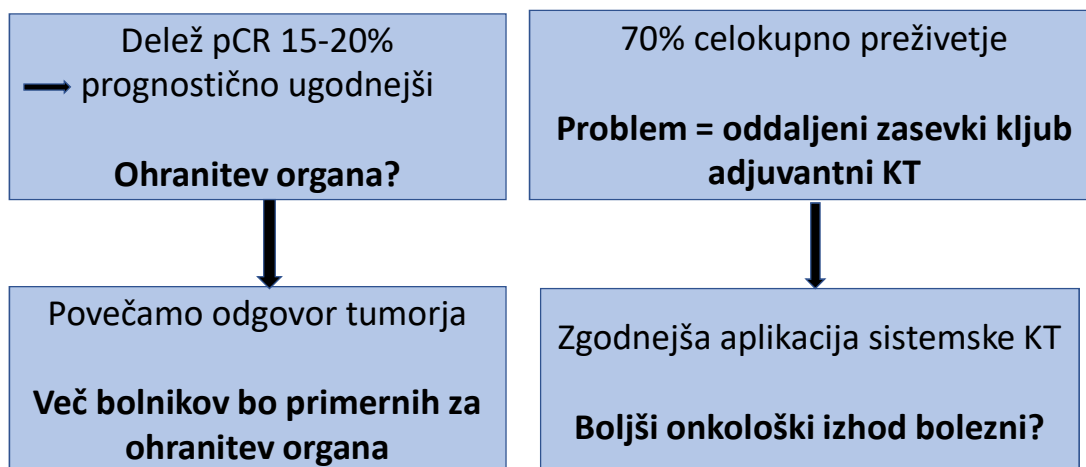 Delež pCR 15-20%
prognostično ugodnejši
Ohranitev organa?
70% celokupno preživetje
Problem = oddaljeni zasevki kljub
adjuvantni KT
Povečamo odgovor tumorja
Več bolnikov bo primernih za
ohranitev organa
Zgodnejša aplikacija sistemske KT
Boljši onkološki izhod bolezni?